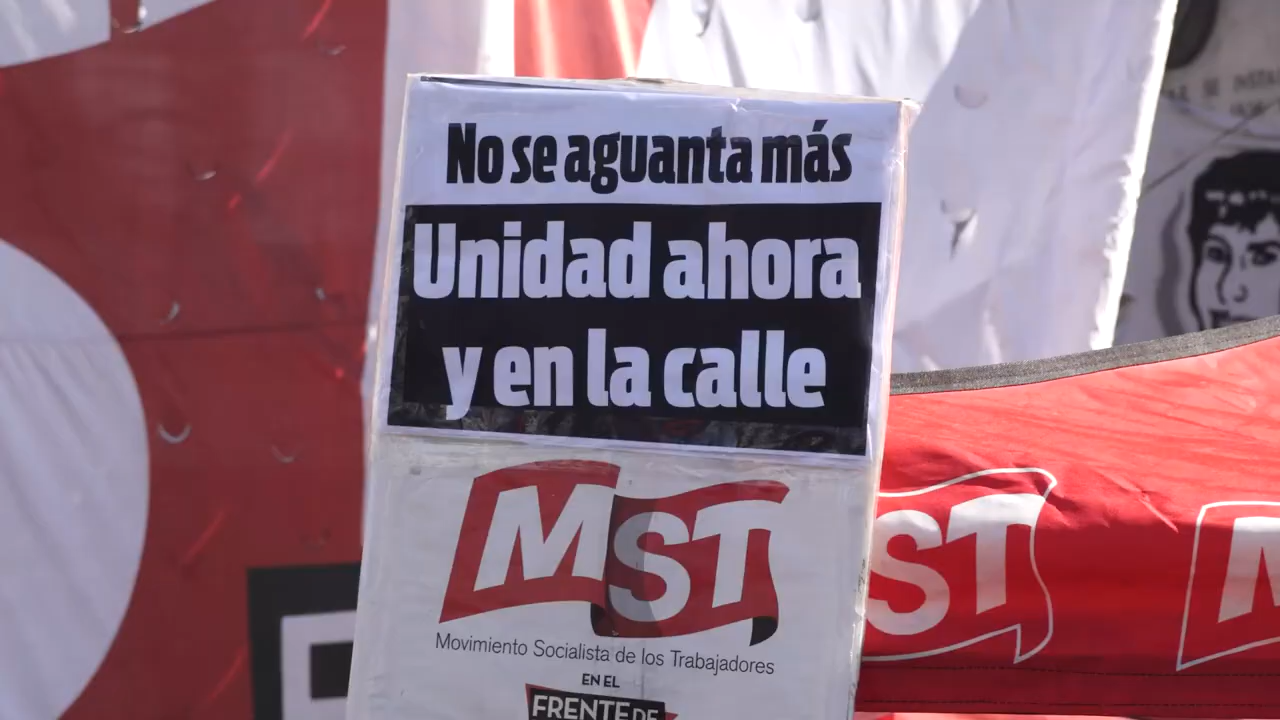 No se aguanta más
Unidad ahora
y en la calle
MST
Movimiento Socialista de los Trabajadores
EN EL
FRENTE DE
ST